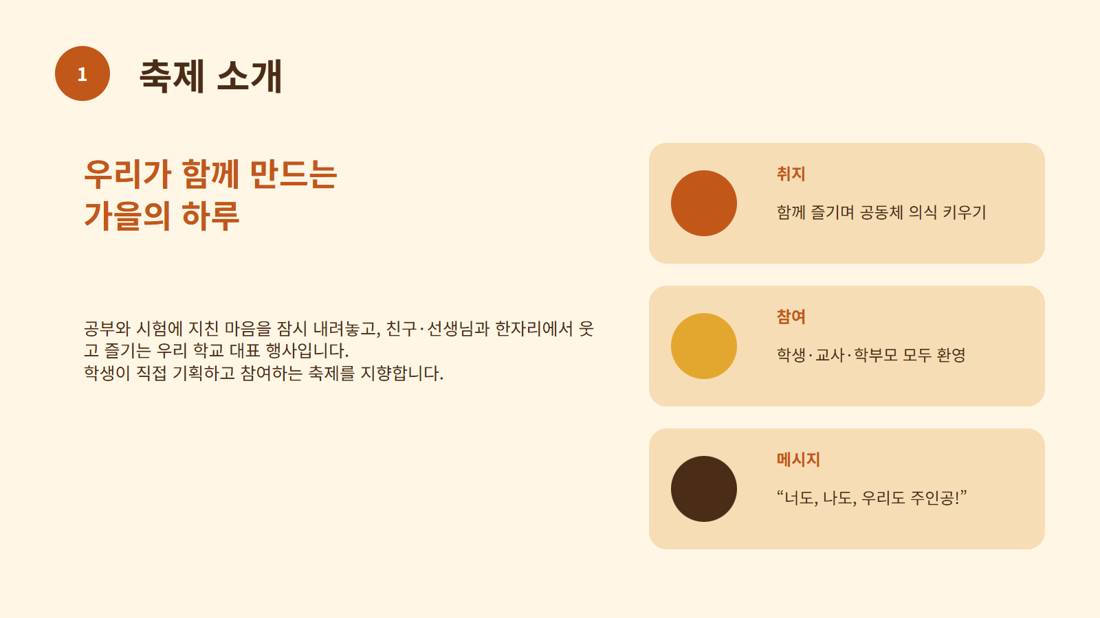 1
축제 소개
우리가 함께 만드는
가을의 하루
공부와 시험에 지친 마음을 잠시 내려놓고, 친구·선생님과 한자리에서 웃
고 즐기는 우리 학교 대표 행사입니다.
학생이 직접 기획하고 참여하는 축제를 지향합니다.
취지
함께 즐기며 공동체 의식 키우기
참여
학생·교사·학부모 모두 환영
메시지
“너도, 나도, 우리도 주인공!”